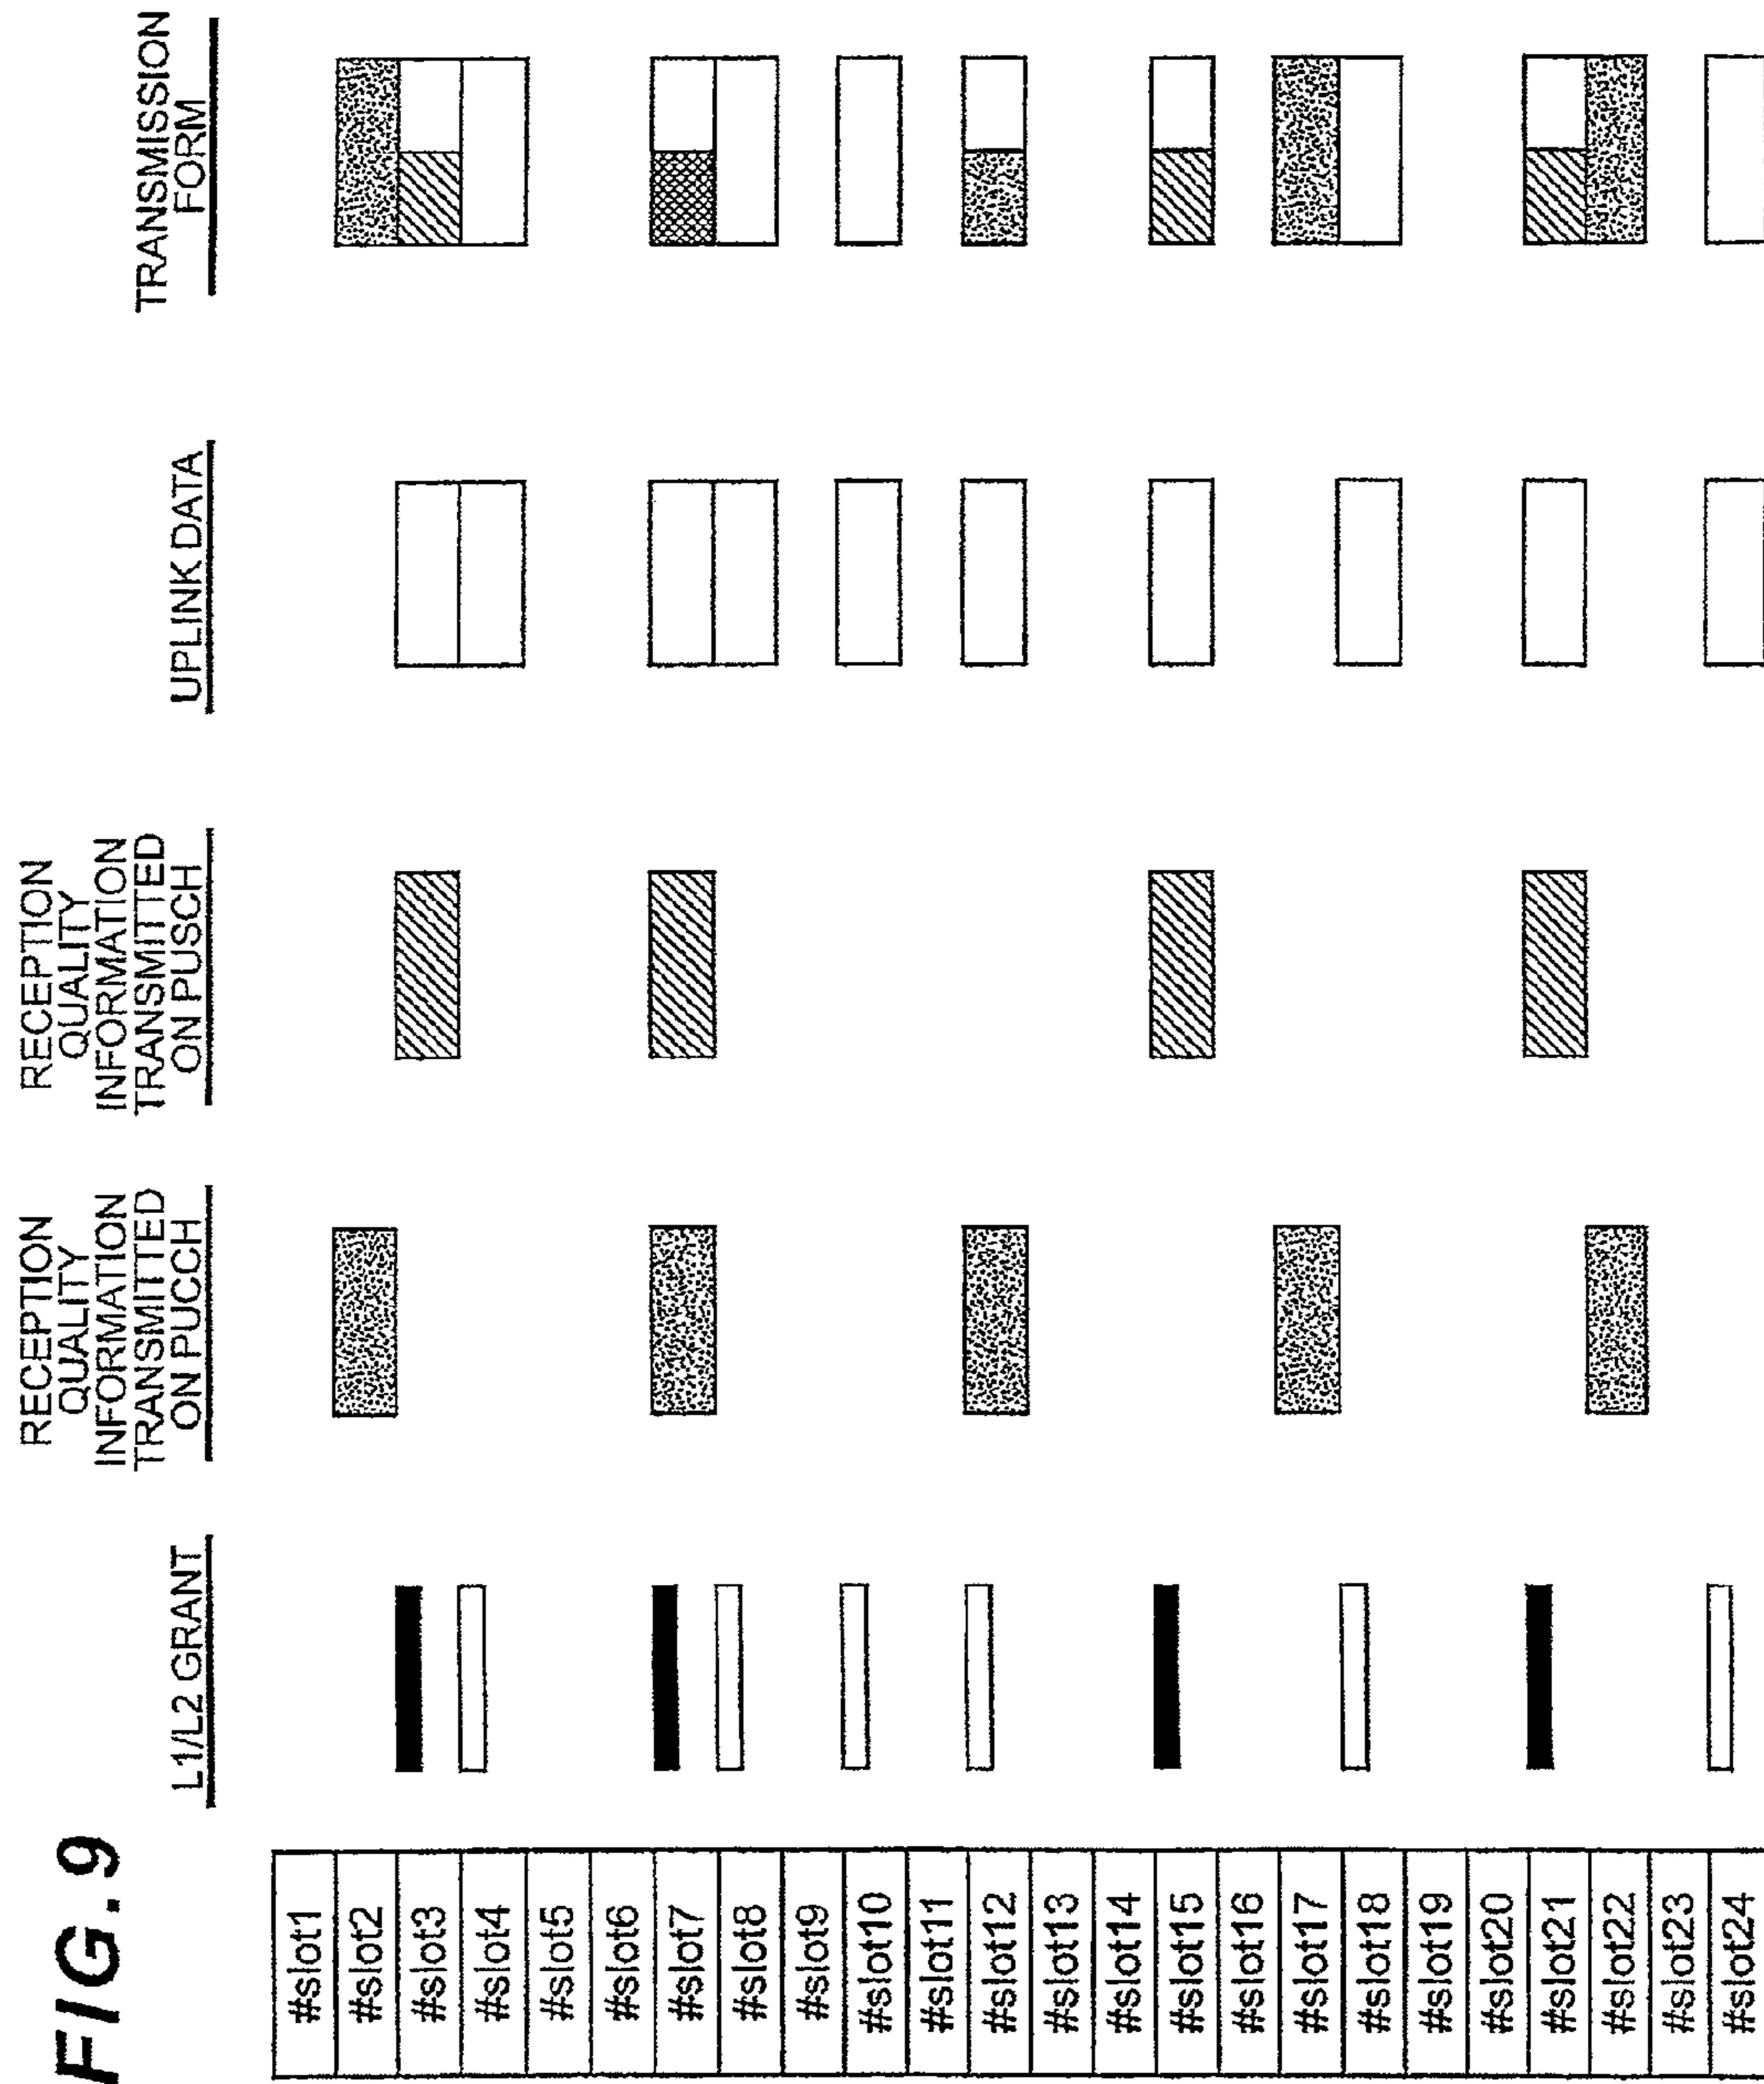 FIG. 9
L1/L2 GRANT
RECEPTION
QUALITY
INFORMATION
TRANSMITTED
ON PUCCH
RECEPTION
QUALITY
INFORMATION
TRANSMITTED
ON PUSCH
UPLINK DATA
TRANSMISSION
FORM
#slot1
#slot2
#slot3
#slot4
#slot5
#slot6
#slot7
#slot8
#slot9
#slot10
#slot11
#slot12
#slot13
#slot14
#slot15
#slot16
#slot17
#slot18
#slot19
#slot20
#slot21
#slot22
#slot23
#slot24